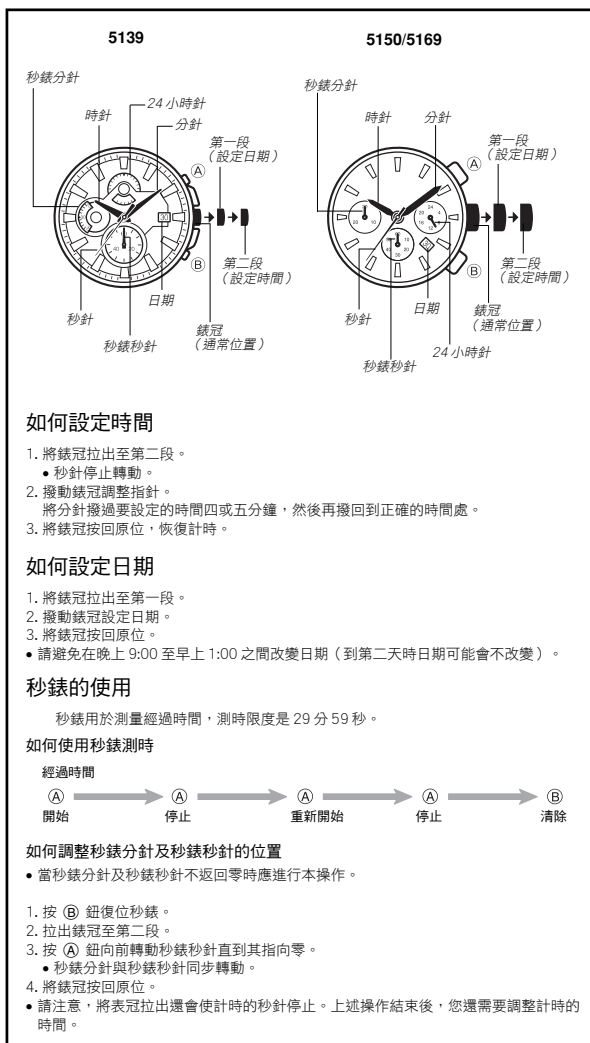 5139
5150/5169
秒錶分針
時針
24 小時針
分針
第一段
（設定日期）
Ⓐ
30
Ⓑ
第二段
（設定時間）
秒針
日期
錶冠
（通常位置）
秒錶秒針
秒錶分針
時針
分針
第一段
（設定日期）
Ⓐ
Ⓑ
第二段
（設定時間）
秒針
日期
錶冠
（通常位置）
24 小時針
秒錶秒針
如何設定時間
1. 將錶冠拉出至第二段。
• 秒針停止轉動。
2. 撥動錶冠調整指針。
將分針撥過要設定的時間四或五分鐘，然後再撥回到正確的時間處。
3. 將錶冠按回原位，恢復計時。
如何設定日期
1. 將錶冠拉出至第一段。
2. 撥動錶冠設定日期。
3. 將錶冠按回原位。
• 請避免在晚上 9:00 至早上 1:00 之間改變日期（到第二天時日期可能會不改變）。
秒錶的使用
秒錶用於測量經過時間，測時限度是 29 分 59 秒。
如何使用秒錶測時
經過時間
Ⓐ Ⓐ Ⓐ Ⓐ Ⓑ
開始 停止 重新開始 停止 清除
如何調整秒錶分針及秒錶秒針的位置
• 當秒錶分針及秒錶秒針不返回零時應進行本操作。
1. 按 Ⓑ 鈕復位秒錶。
2. 拉出錶冠至第二段。
3. 按 Ⓐ 鈕向前轉動秒錶秒針直到其指向零。
• 秒錶分針與秒錶秒針同步轉動。
4. 將錶冠按回原位。
• 請注意，將表冠拉出還會使計時的秒針停止。上述操作結束後，您還需要調整計時的
時間。